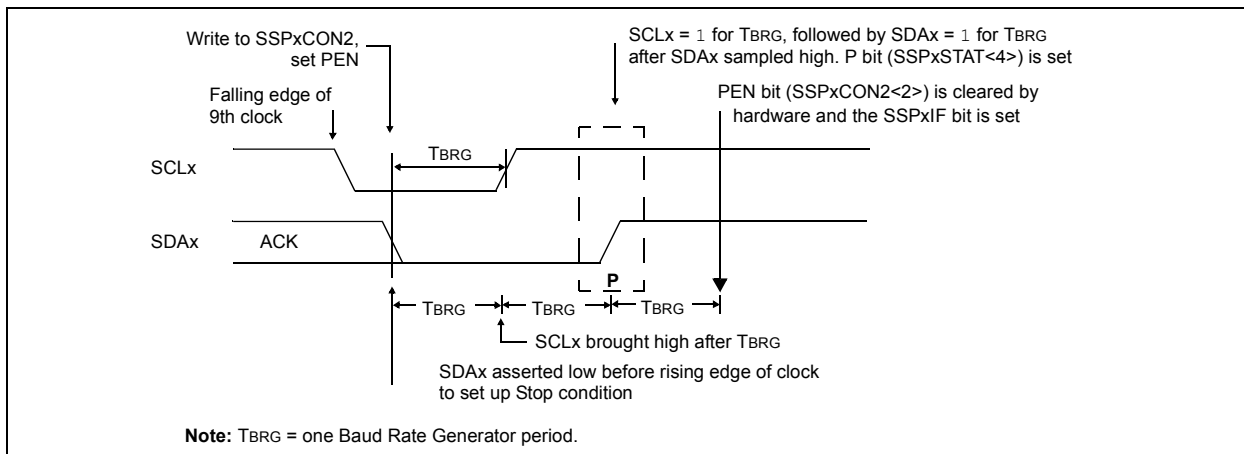 Write to SSPxCON2,
set PEN
SCLx = 1 for TBRG, followed by SDAx = 1 for TBRG
after SDAx sampled high. P bit (SSPxSTAT<4>) is set
Falling edge of
9th clock
PEN bit (SSPxCON2<2>) is cleared by
hardware and the SSPxIF bit is set
TBRG
SCLx
SDAx
ACK
P
TBRG
TBRG
TBRG
SCLx brought high after TBRG
SDAx asserted low before rising edge of clock
to set up Stop condition
Note: TBRG = one Baud Rate Generator period.